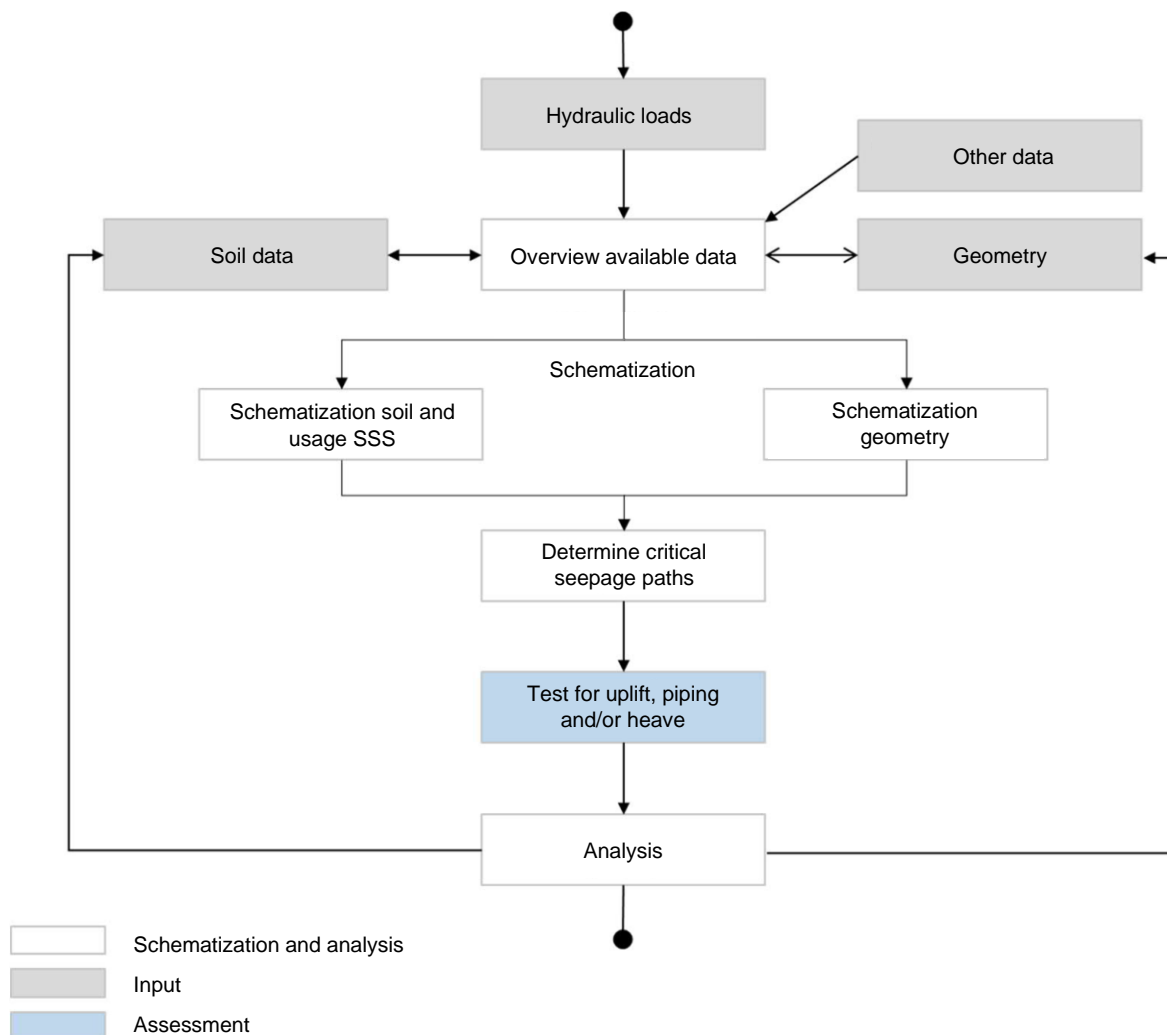 Hydraulic loads
Other data
Soil data
Overview available data
Geometry
Schematization
Schematization soil and
usage SSS
Schematization
geometry
Determine critical
seepage paths
Test for uplift, piping
and/or heave
Analysis
Schematization and analysis
Input
Assessment